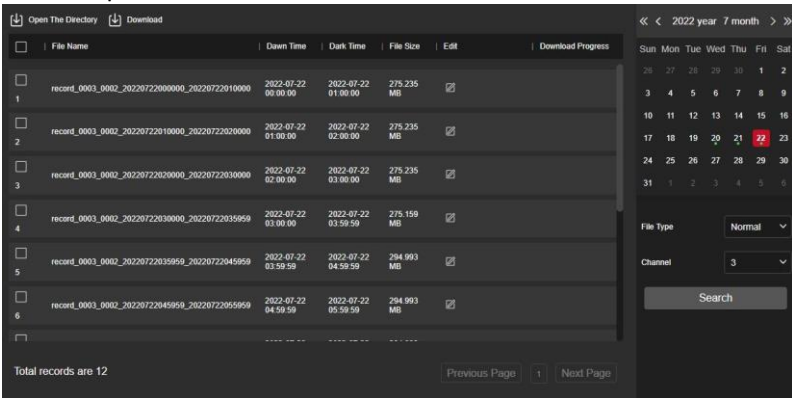 Open The Directory Download
File Name | Dawn Time | Dark Time | File Size | Edit | Download Progress
1 record_0003_0002_20220722000000_20220722010000 2022-07-22 00:00:00 2022-07-22 01:00:00 275.235 MB
2 record_0003_0002_20220722010000_20220722020000 2022-07-22 01:00:00 2022-07-22 02:00:00 275.235 MB
3 record_0003_0002_20220722020000_20220722030000 2022-07-22 02:00:00 2022-07-22 03:00:00 275.235 MB
4 record_0003_0002_20220722030000_20220722035959 2022-07-22 03:00:00 2022-07-22 03:59:59 275.159 MB
5 record_0003_0002_20220722035959_20220722045959 2022-07-22 03:59:59 2022-07-22 04:59:59 294.993 MB
6 record_0003_0002_20220722045959_20220722055959 2022-07-22 04:59:59 2022-07-22 05:59:59 294.993 MB
Total records are 12
Previous Page 1 Next Page
« < 2022 year 7 month > »
Sun Mon Tue Wed Thu Fri Sat
26 27 28 29 30 1 2
3 4 5 6 7 8 9
10 11 12 13 14 15 16
17 18 19 20 21 22 23
24 25 26 27 28 29 30
31 1 2 3 4 5 6
File Type Normal
Channel 3
Search